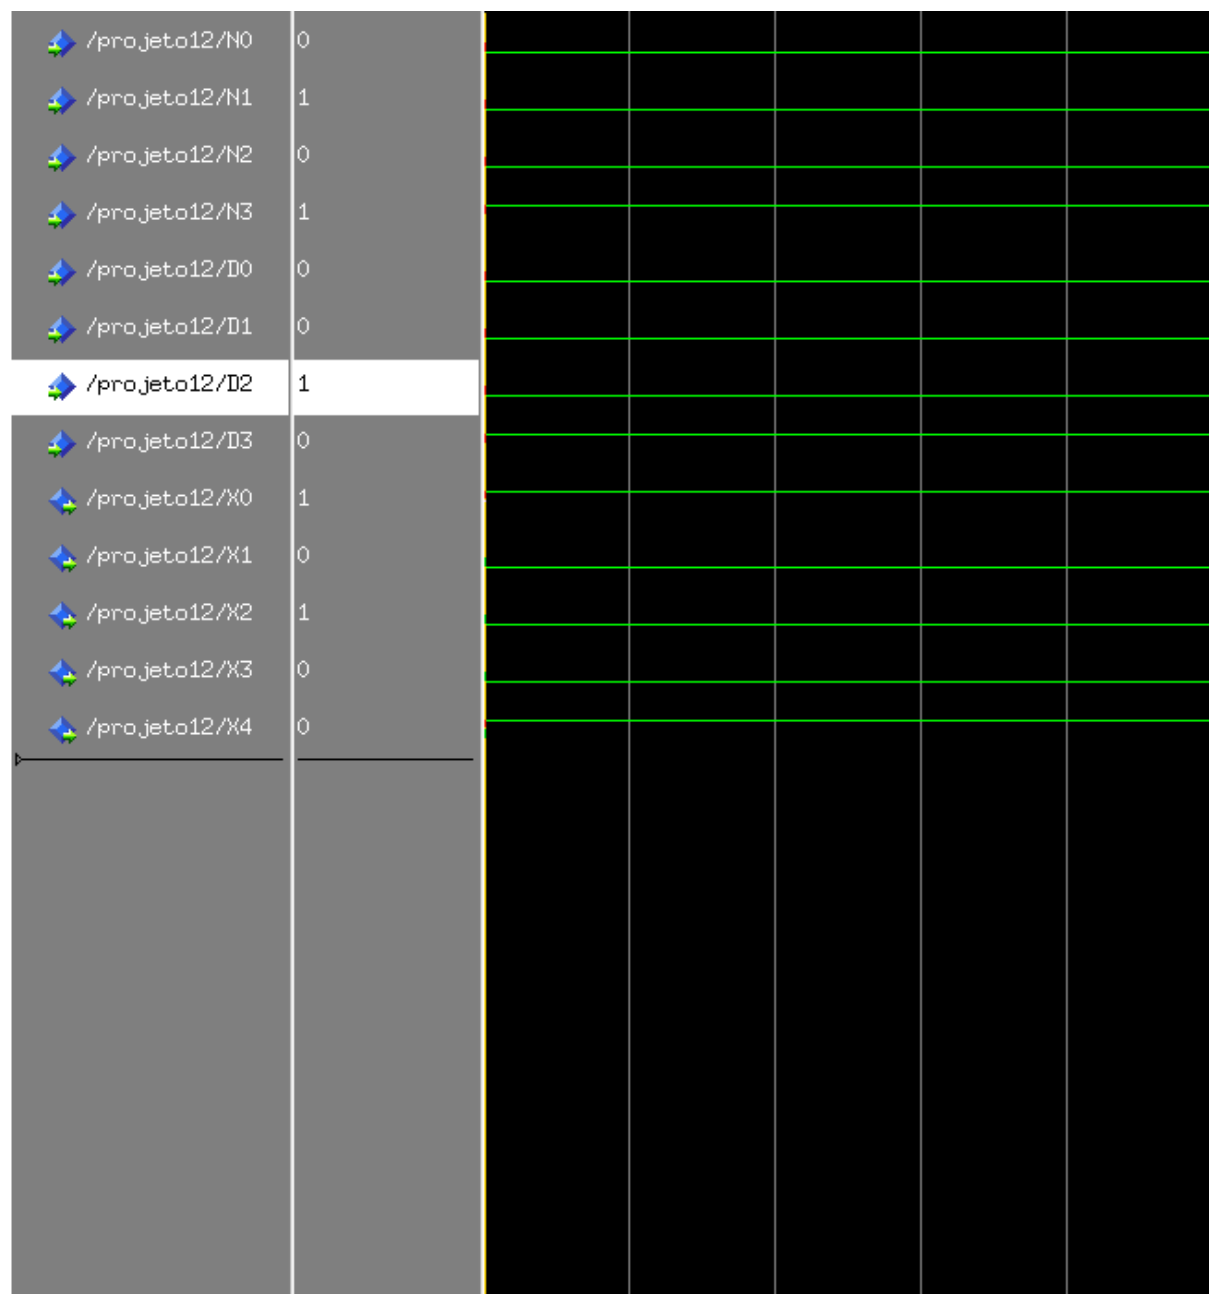 /projeto12/N0 0
/projeto12/N1 1
/projeto12/N2 0
/projeto12/N3 1
/projeto12/D0 0
/projeto12/D1 0
/projeto12/D2 1
/projeto12/D3 0
/projeto12/X0 1
/projeto12/X1 0
/projeto12/X2 1
/projeto12/X3 0
/projeto12/X4 0